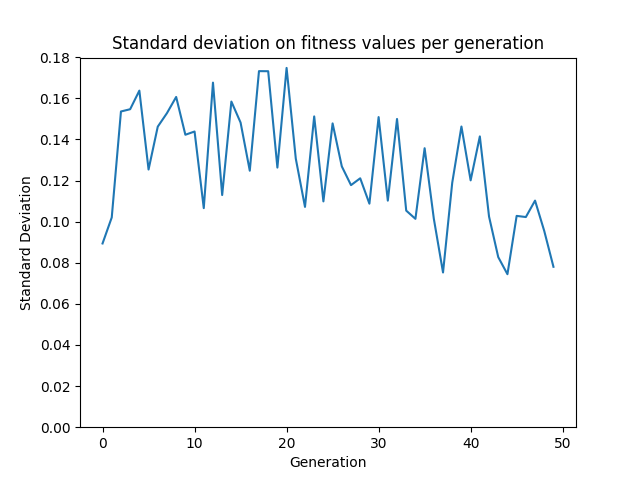 Standard deviation on fitness values per generation
0.18
0.16
0.14
0.12
0.10
0.08
0.06
0.04
0.02
0.00
Standard Deviation
0 10 20 30 40 50
Generation